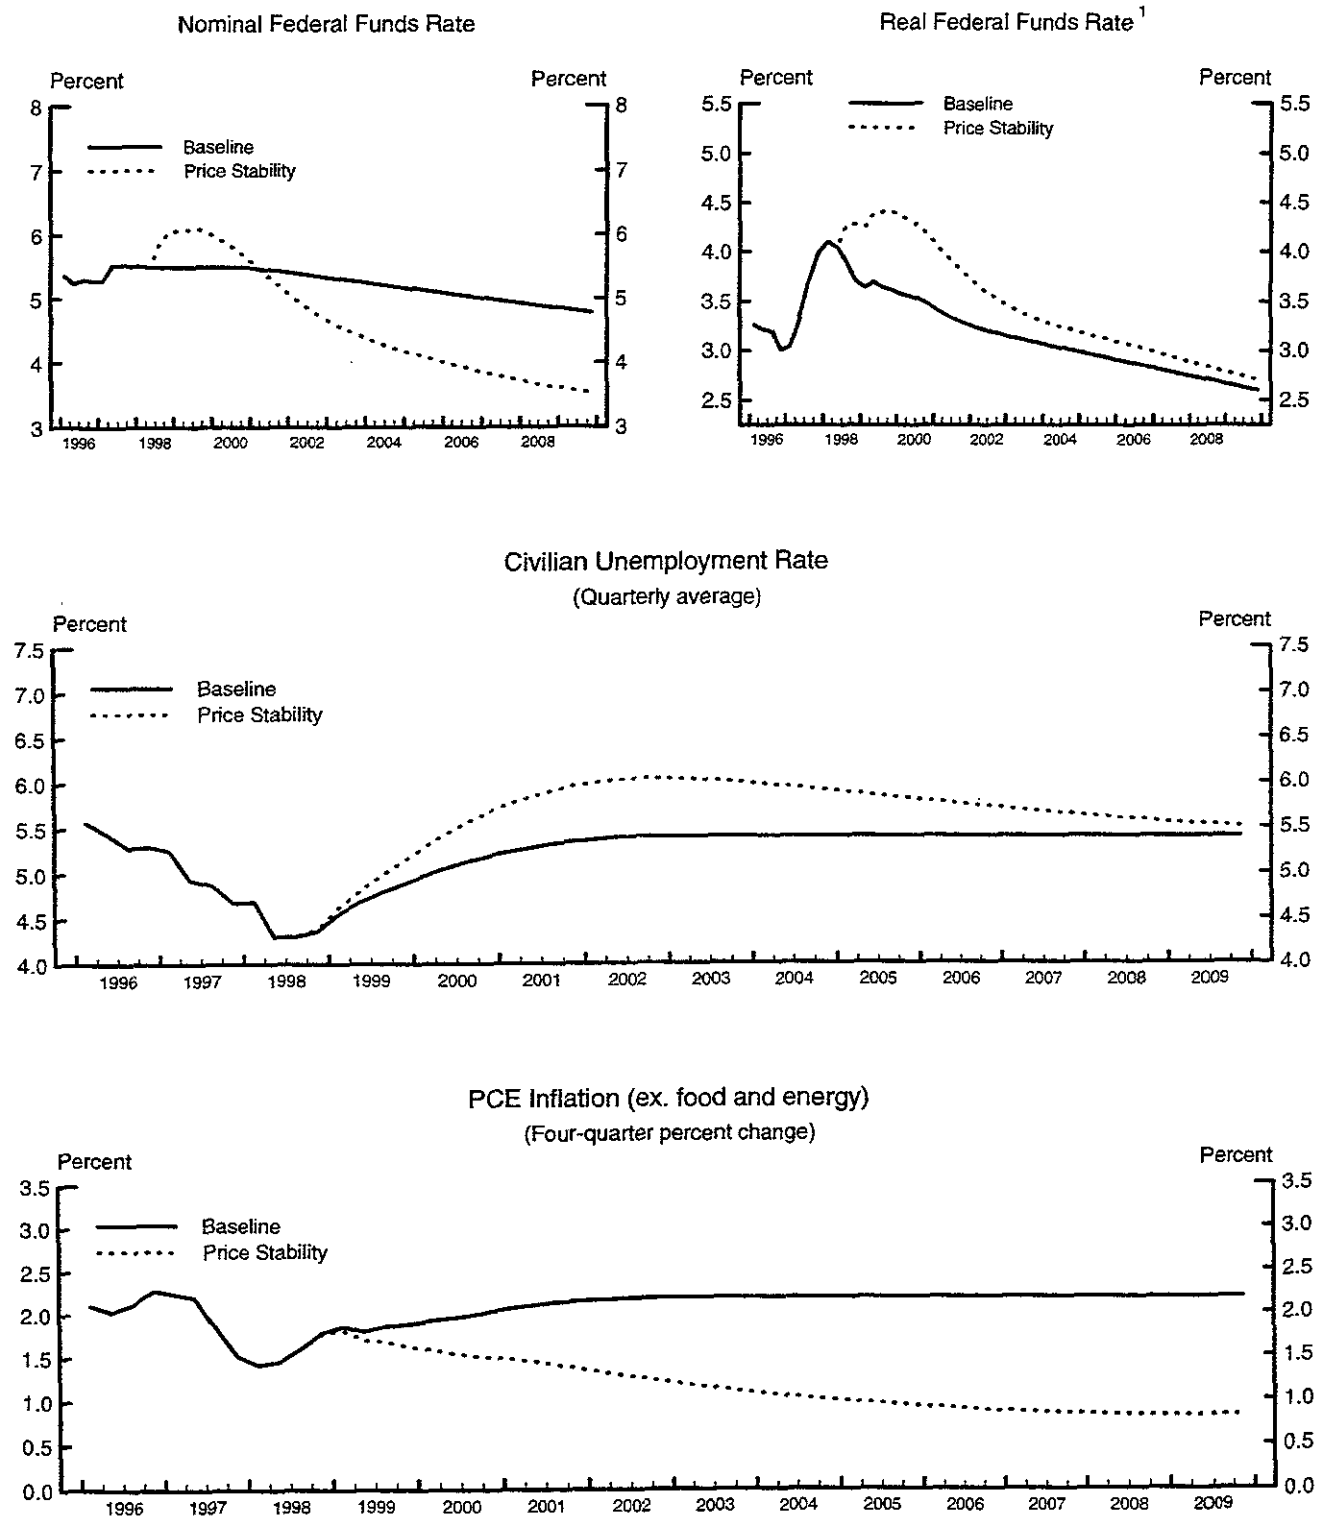 Nominal Federal Funds Rate
Percent
Percent
8
7
6
5
4
3
Baseline
Price Stability
8
7
6
5
4
3
1996 1998 2000 2002 2004 2006 2008
Real Federal Funds Rate 1
Percent
Percent
5.5
5.0
4.5
4.0
3.5
3.0
2.5
Baseline
Price Stability
5.5
5.0
4.5
4.0
3.5
3.0
2.5
1996 1998 2000 2002 2004 2006 2008
Civilian Unemployment Rate
(Quarterly average)
Percent
Percent
7.5
7.0
6.5
6.0
5.5
5.0
4.5
4.0
Baseline
Price Stability
7.5
7.0
6.5
6.0
5.5
5.0
4.5
4.0
1996 1997 1998 1999 2000 2001 2002 2003 2004 2005 2006 2007 2008 2009
PCE Inflation (ex. food and energy)
(Four-quarter percent change)
Percent
Percent
3.5
3.0
2.5
2.0
1.5
1.0
0.5
0.0
Baseline
Price Stability
3.5
3.0
2.5
2.0
1.5
1.0
0.5
0.0
1996 1997 1998 1999 2000 2001 2002 2003 2004 2005 2006 2007 2008 2009